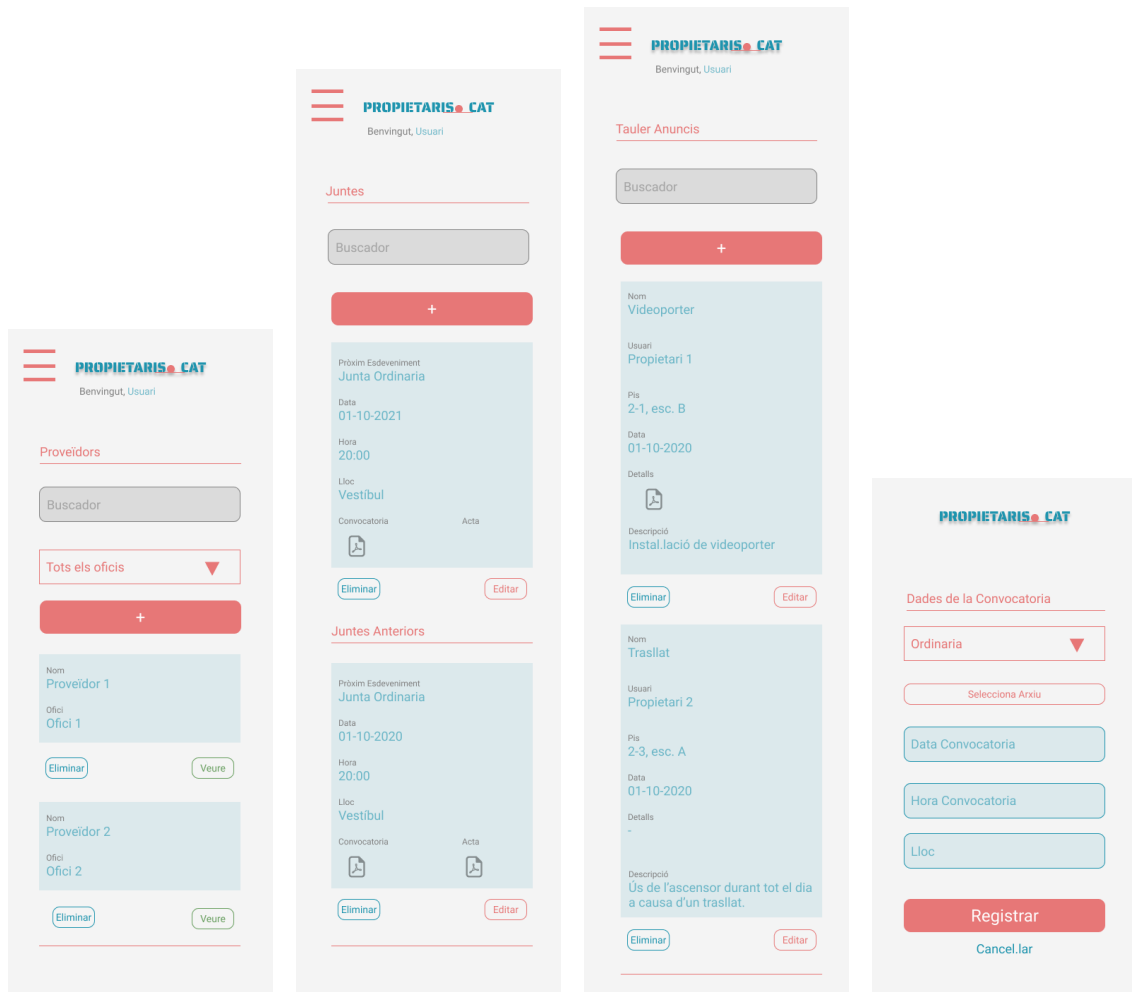 PROPIETARIS. CAT
Benvingut, Usuari
Proveïdors
Buscador
Tots els oficis
+
Nom
Proveïdor 1
Ofici
Ofici 1
Eliminar
Veure
Nom
Proveïdor 2
Ofici
Ofici 2
Eliminar
Veure
PROPIETARIS. CAT
Benvingut, Usuari
Juntes
Buscador
+
Pròxim Esdeveniment
Junta Ordinaria
Data
01-10-2021
Hora
20:00
Lloc
Vestíbul
Convocatoria Acta
Eliminar
Editar
Juntes Anteriors
Pròxim Esdeveniment
Junta Ordinaria
Data
01-10-2020
Hora
20:00
Lloc
Vestíbul
Convocatoria Acta
Eliminar
Editar
PROPIETARIS. CAT
Benvingut, Usuari
Tauler Anuncis
Buscador
+
Nom
Videoporter
Usuari
Propietari 1
Pis
2-1, esc. B
Data
01-10-2020
Detalls
Descripció
Instal.lació de videoporter
Eliminar
Editar
Nom
Trasllat
Usuari
Propietari 2
Pis
2-3, esc. A
Data
01-10-2020
Detalls
-
Descripció
Ús de l'ascensor durant tot el dia
a causa d'un trasllat.
Eliminar
Editar
PROPIETARIS. CAT
Dades de la Convocatoria
Ordinaria
Selecciona Arxiu
Data Convocatoria
Hora Convocatoria
Lloc
Registrar
Cancel.lar